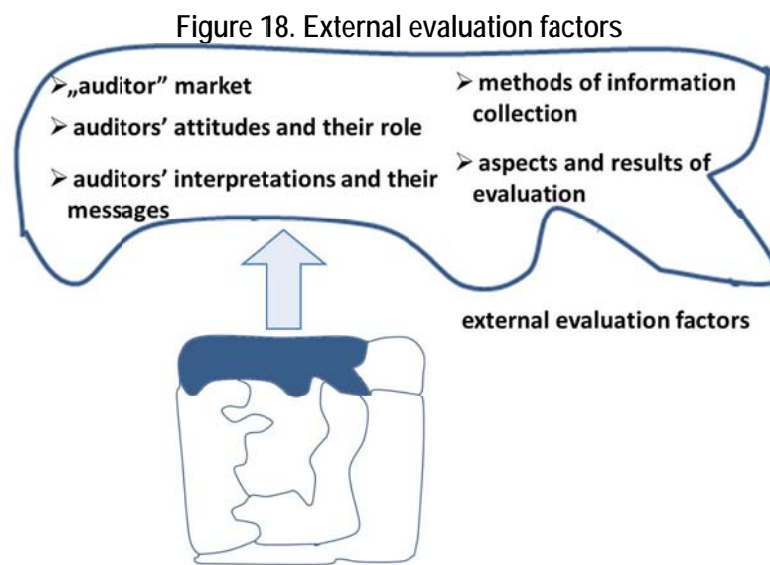 Figure 18. External evaluation factors
➢„auditor” market
➢ auditors’ attitudes and their role
➢ auditors’ interpretations and their
messages
➢ methods of information
collection
➢ aspects and results of
evaluation
external evaluation factors